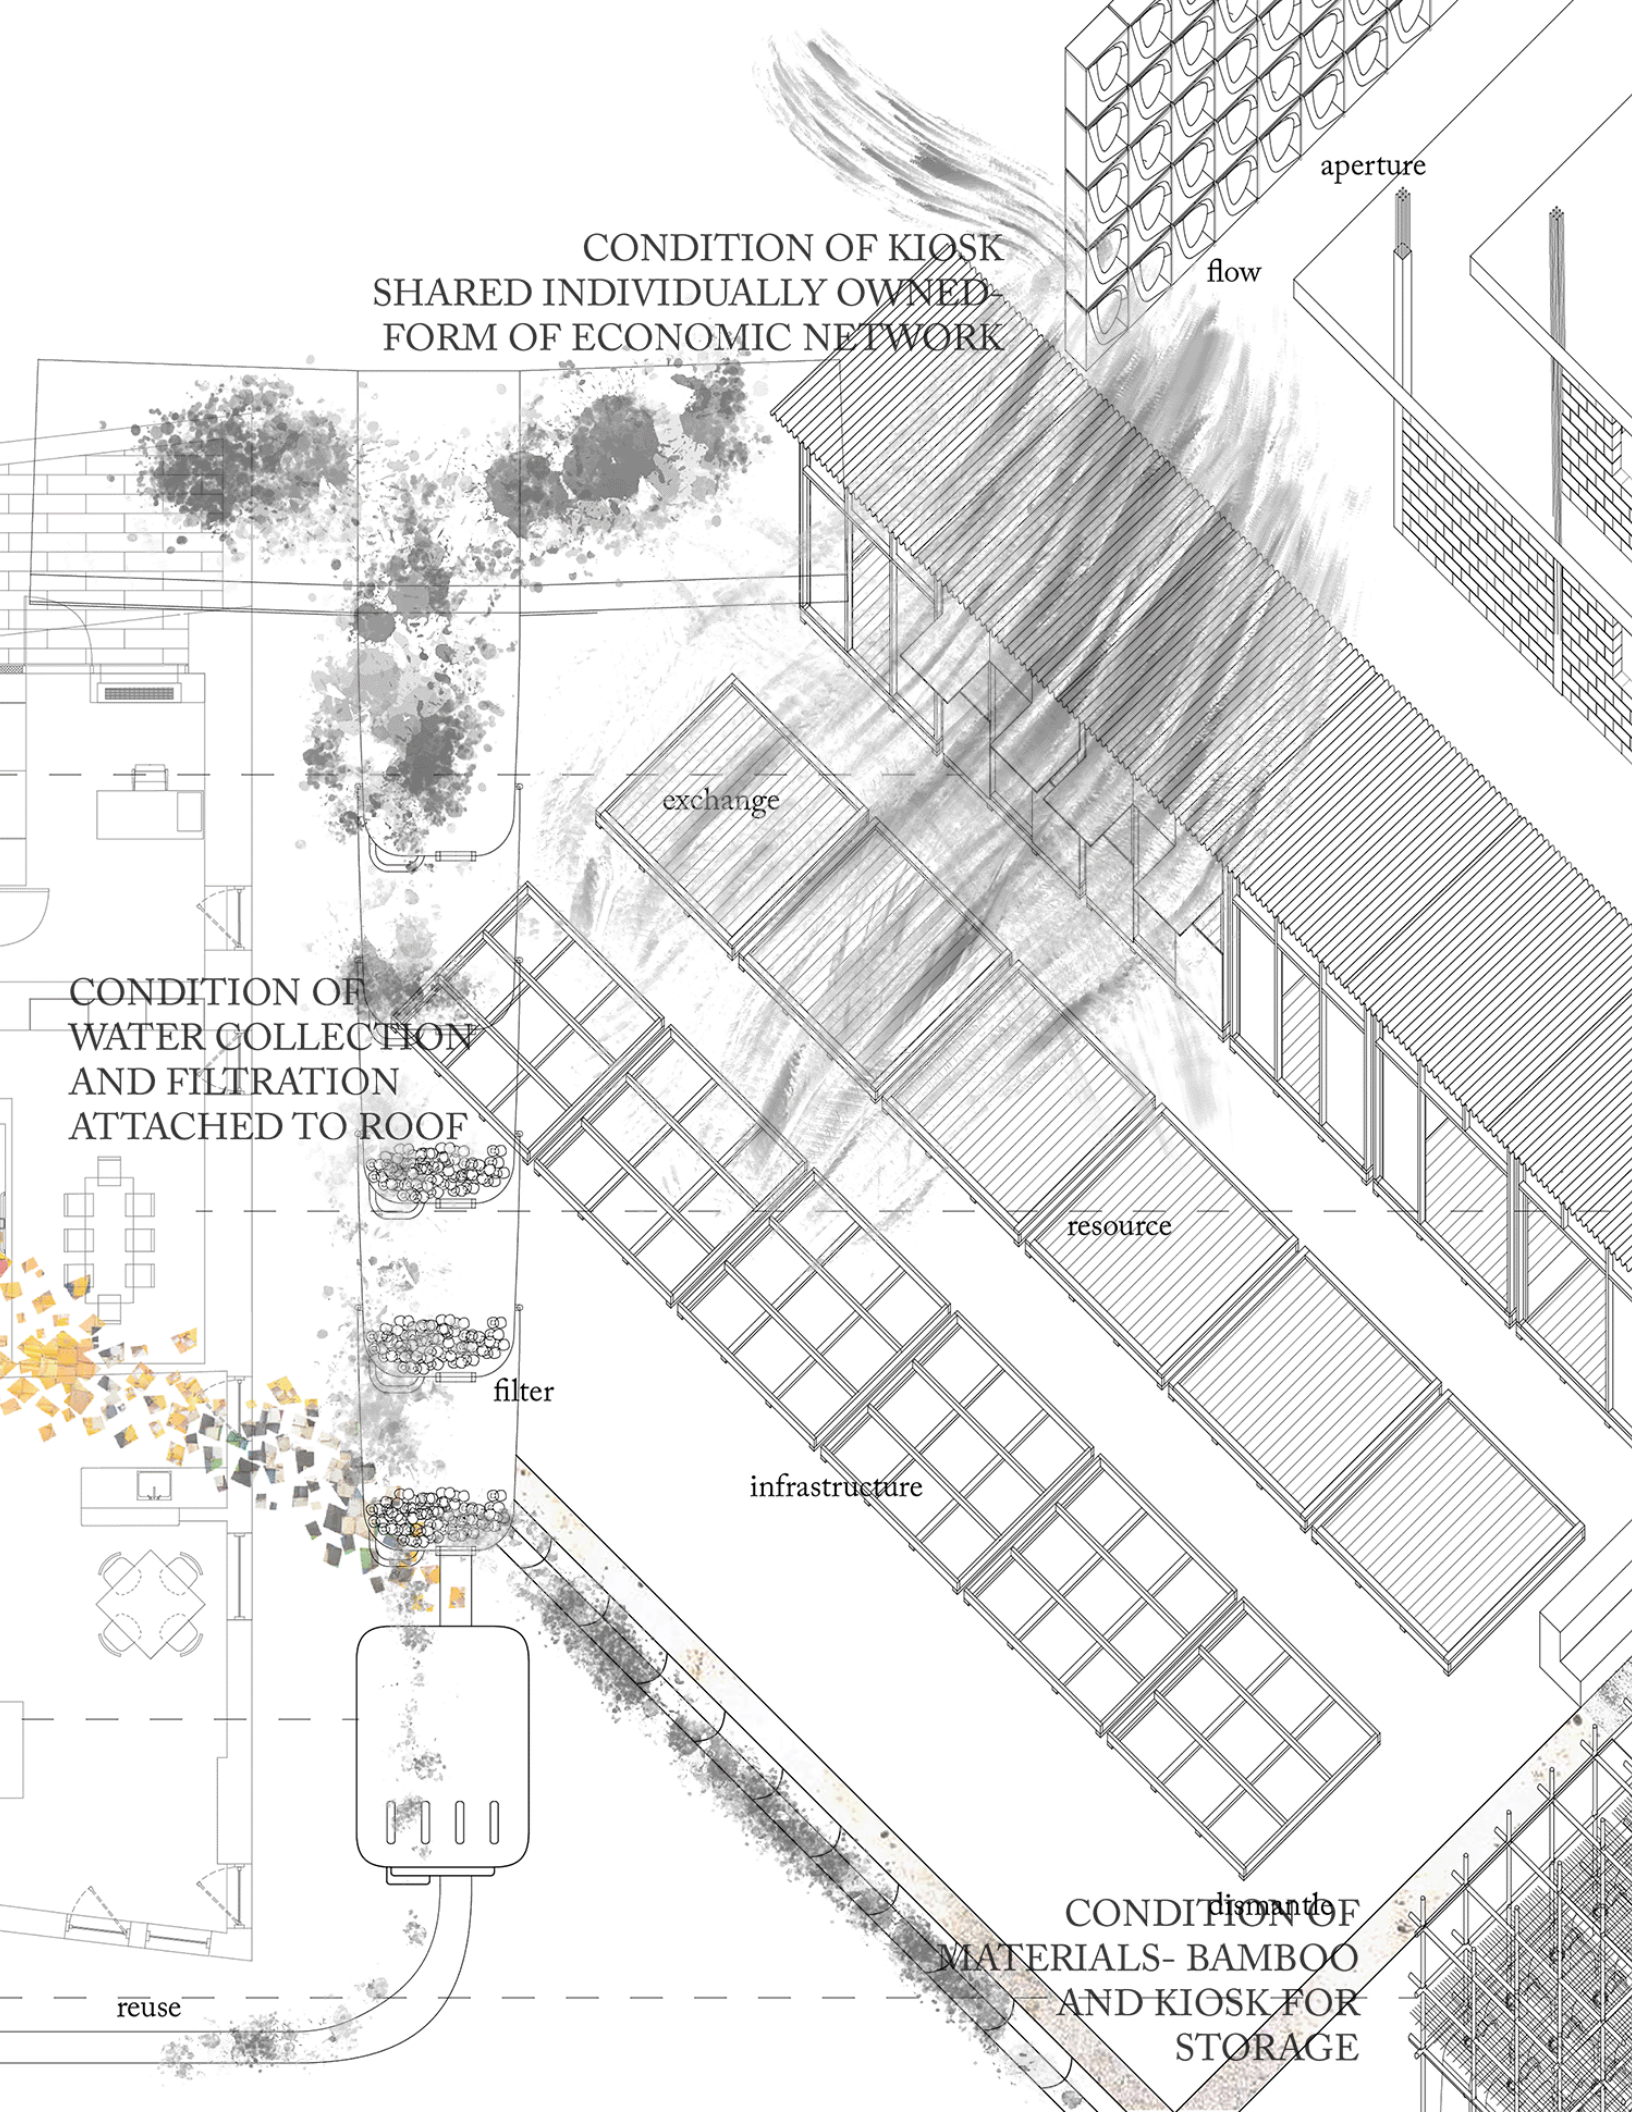 aperture
CONDITION OF KIOSK
SHARED INDIVIDUALLY OWNED-
FORM OF ECONOMIC NETWORK
flow
exchange
CONDITION OF
WATER COLLECTION
AND FILTRATION
ATTACHED TO ROOF
resource
filter
infrastructure
dismantle
CONDITION OF
MATERIALS- BAMBOO
AND KIOSK FOR
STORAGE
reuse